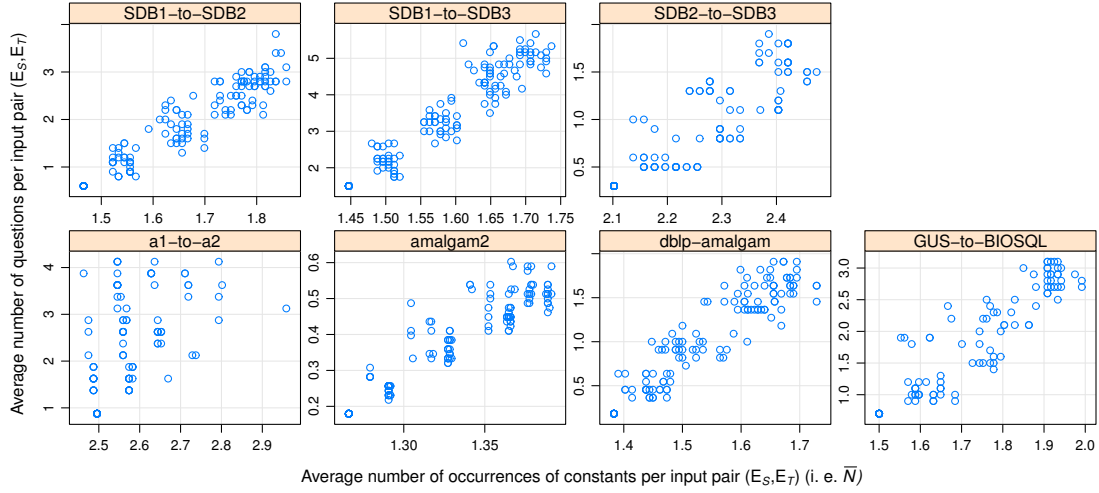 SDB1−to−SDB2
SDB1−to−SDB3
SDB2−to−SDB3
1 2 3
2 3 4 5
0.5 1.0 1.5
1.5 1.6 1.7 1.8
1.45 1.50 1.55 1.60 1.65 1.70 1.75
2.1 2.2 2.3 2.4
a1−to−a2
amalgam2
dblp−amalgam
GUS−to−BIOSQL
1 2 3 4
0.2 0.3 0.4 0.5 0.6
0.5 1.0 1.5
1.0 1.5 2.0 2.5 3.0
2.5 2.6 2.7 2.8 2.9
1.30 1.35
1.4 1.5 1.6 1.7
1.5 1.6 1.7 1.8 1.9 2.0
Average number of questions per input pair (E_S,E_T)
Average number of occurrences of constants per input pair (E_S,E_T) (i. e. N̅)